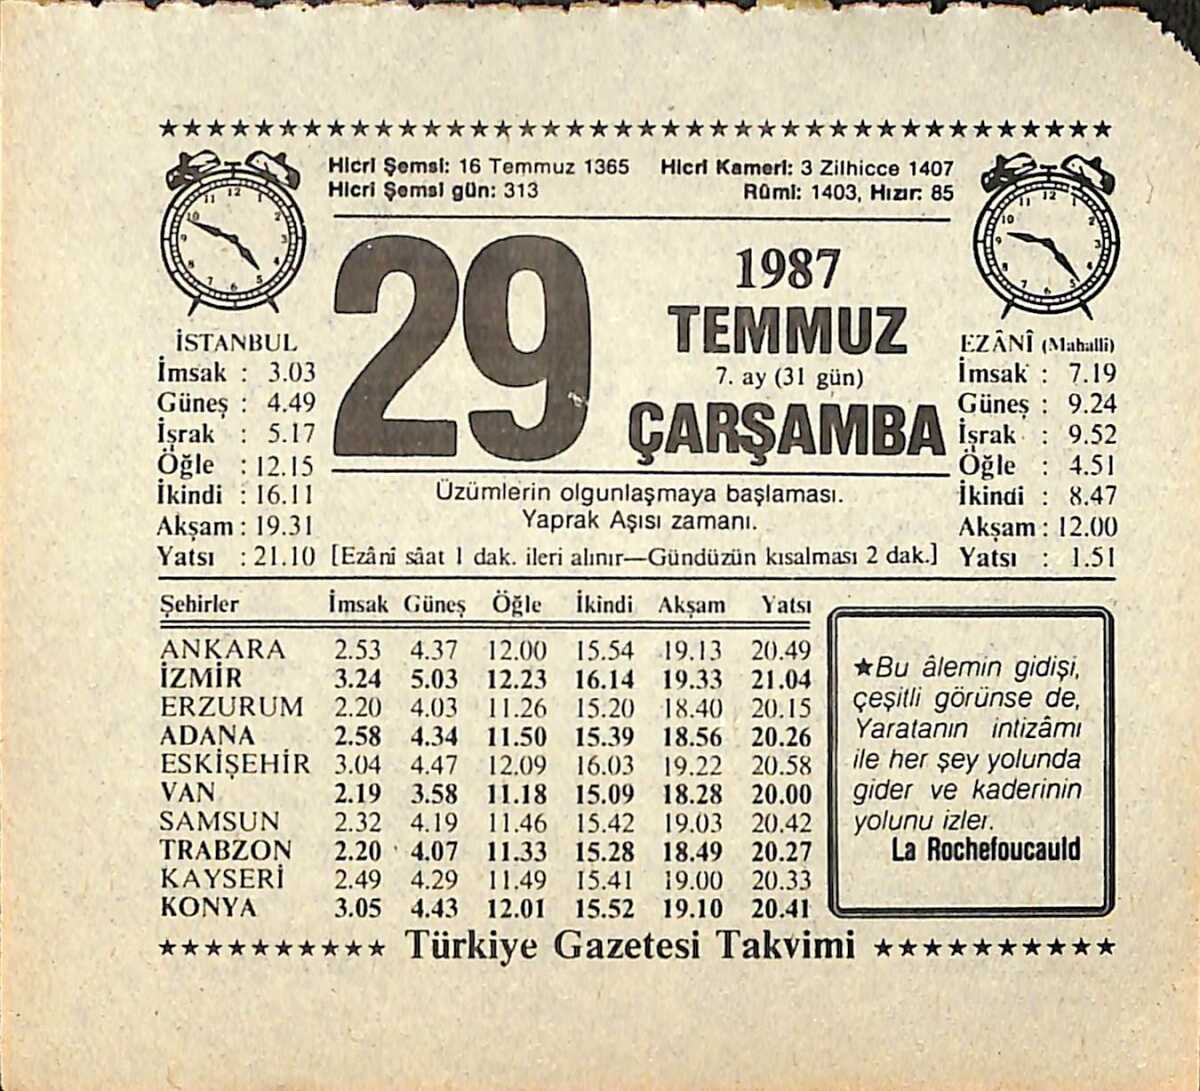 Hicri Şemsi: 16 Temmuz 1365 Hicri Kameri: 3 Zilhicce 1407
Hicri Şemsi gün: 313 Rûmi: 1403, Hızır: 85
29
1987
TEMMUZ
7. ay (31 gün)
ÇARŞAMBA
İSTANBUL
İmsak : 3.03
Güneş : 4.49
İşrak : 5.17
Öğle : 12.15
İkindi : 16.11
Akşam : 19.31
Yatsı : 21.10
EZÂNÎ (Mahalli)
İmsak : 7.19
Güneş : 9.24
İşrak : 9.52
Öğle : 4.51
İkindi : 8.47
Akşam : 12.00
Yatsı : 1.51
Üzümlerin olgunlaşmaya başlaması.
Yaprak Aşısı zamanı.
[Ezânî sâat 1 dak. ileri alınır—Gündüzün kısalması 2 dak.]
Şehirler İmsak Güneş Öğle İkindi Akşam Yatsı
ANKARA 2.53 4.37 12.00 15.54 19.13 20.49
İZMİR 3.24 5.03 12.23 16.14 19.33 21.04
ERZURUM 2.20 4.03 11.26 15.20 18.40 20.15
ADANA 2.58 4.34 11.50 15.39 18.56 20.26
ESKİŞEHİR 3.04 4.47 12.09 16.03 19.22 20.58
VAN 2.19 3.58 11.18 15.09 18.28 20.00
SAMSUN 2.32 4.19 11.46 15.42 19.03 20.42
TRABZON 2.20 4.07 11.33 15.28 18.49 20.27
KAYSERİ 2.49 4.29 11.49 15.41 19.00 20.33
KONYA 3.05 4.43 12.01 15.52 19.10 20.41
★Bu âlemin gidişi,
çeşitli görünse de,
Yaratanın intizâmı
ile her şey yolunda
gider ve kaderinin
yolunu izler.
La Rochefoucauld
Türkiye Gazetesi Takvimi